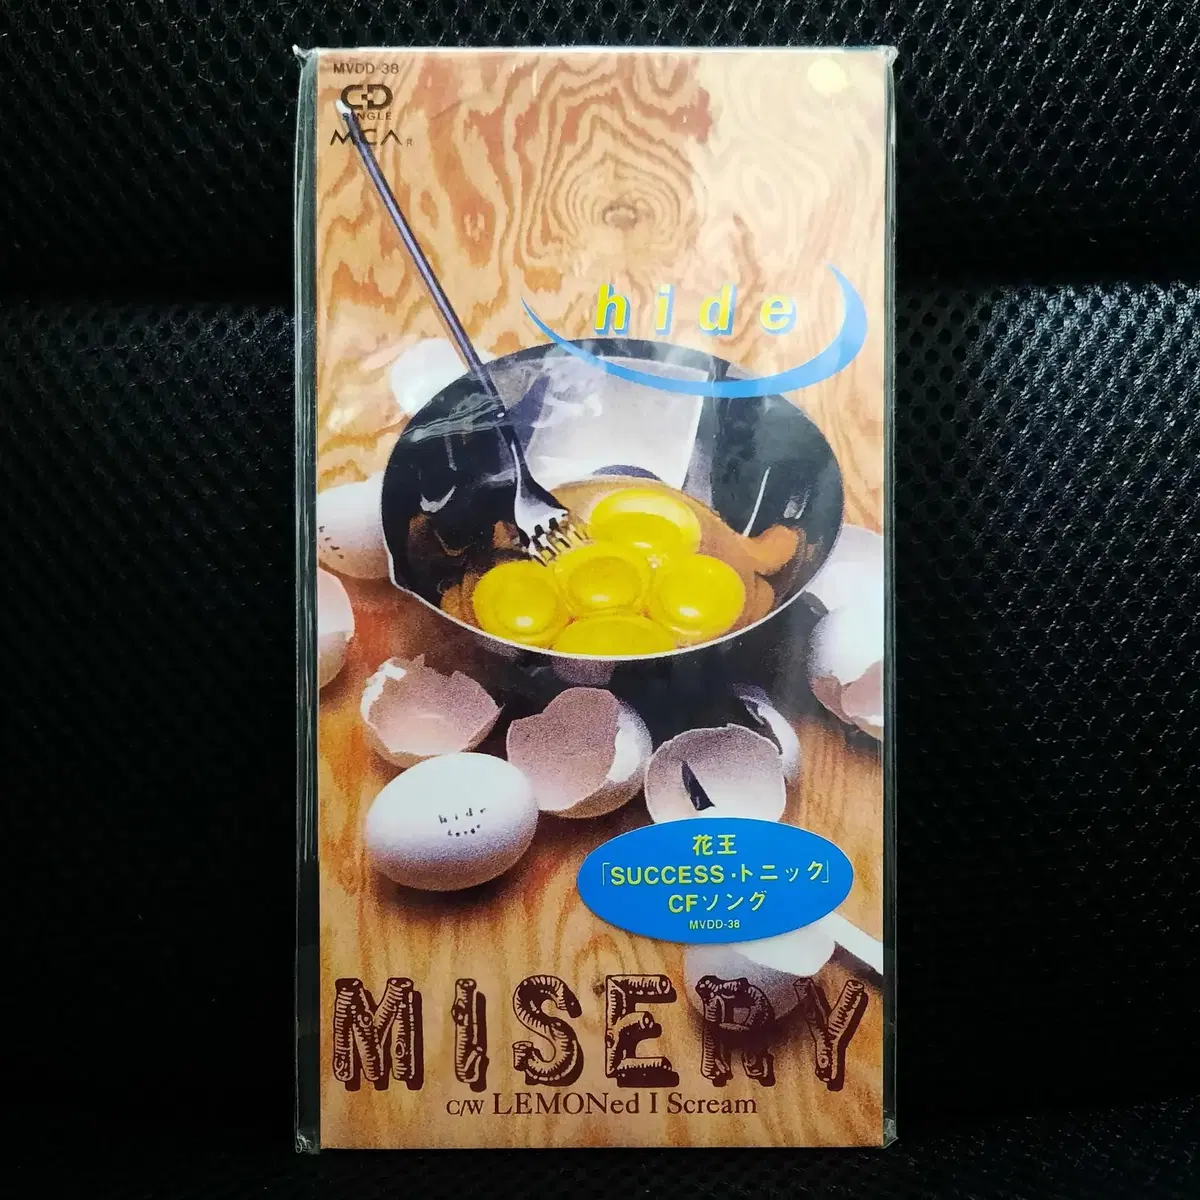 MVDD-38
CD
SINGLE
MCA R
hide
hide
花王
「SUCCESS・トニック」
CFソング
MVDD-38
MISERY
C/W LEMONed I Scream